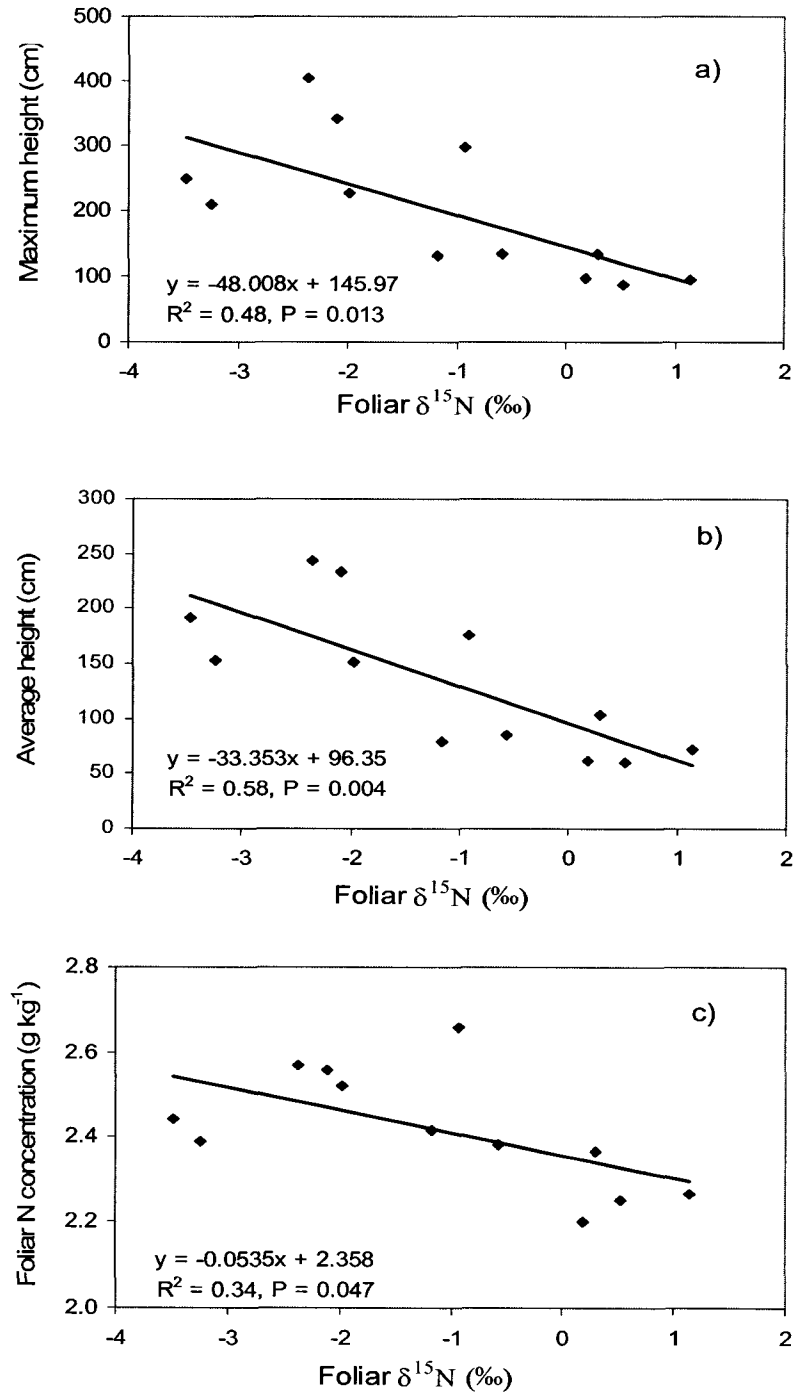 500
400
300
200
100
0
Maximum height (cm)
a)
y = -48.008x + 145.97
R² = 0.48, P = 0.013
-4 -3 -2 -1 0 1 2
Foliar δ¹⁵N (‰)
300
250
200
150
100
50
0
Average height (cm)
b)
y = -33.353x + 96.35
R² = 0.58, P = 0.004
-4 -3 -2 -1 0 1 2
Foliar δ¹⁵N (‰)
2.8
2.6
2.4
2.2
2.0
Foliar N concentration (g kg⁻¹)
c)
y = -0.0535x + 2.358
R² = 0.34, P = 0.047
-4 -3 -2 -1 0 1 2
Foliar δ¹⁵N (‰)